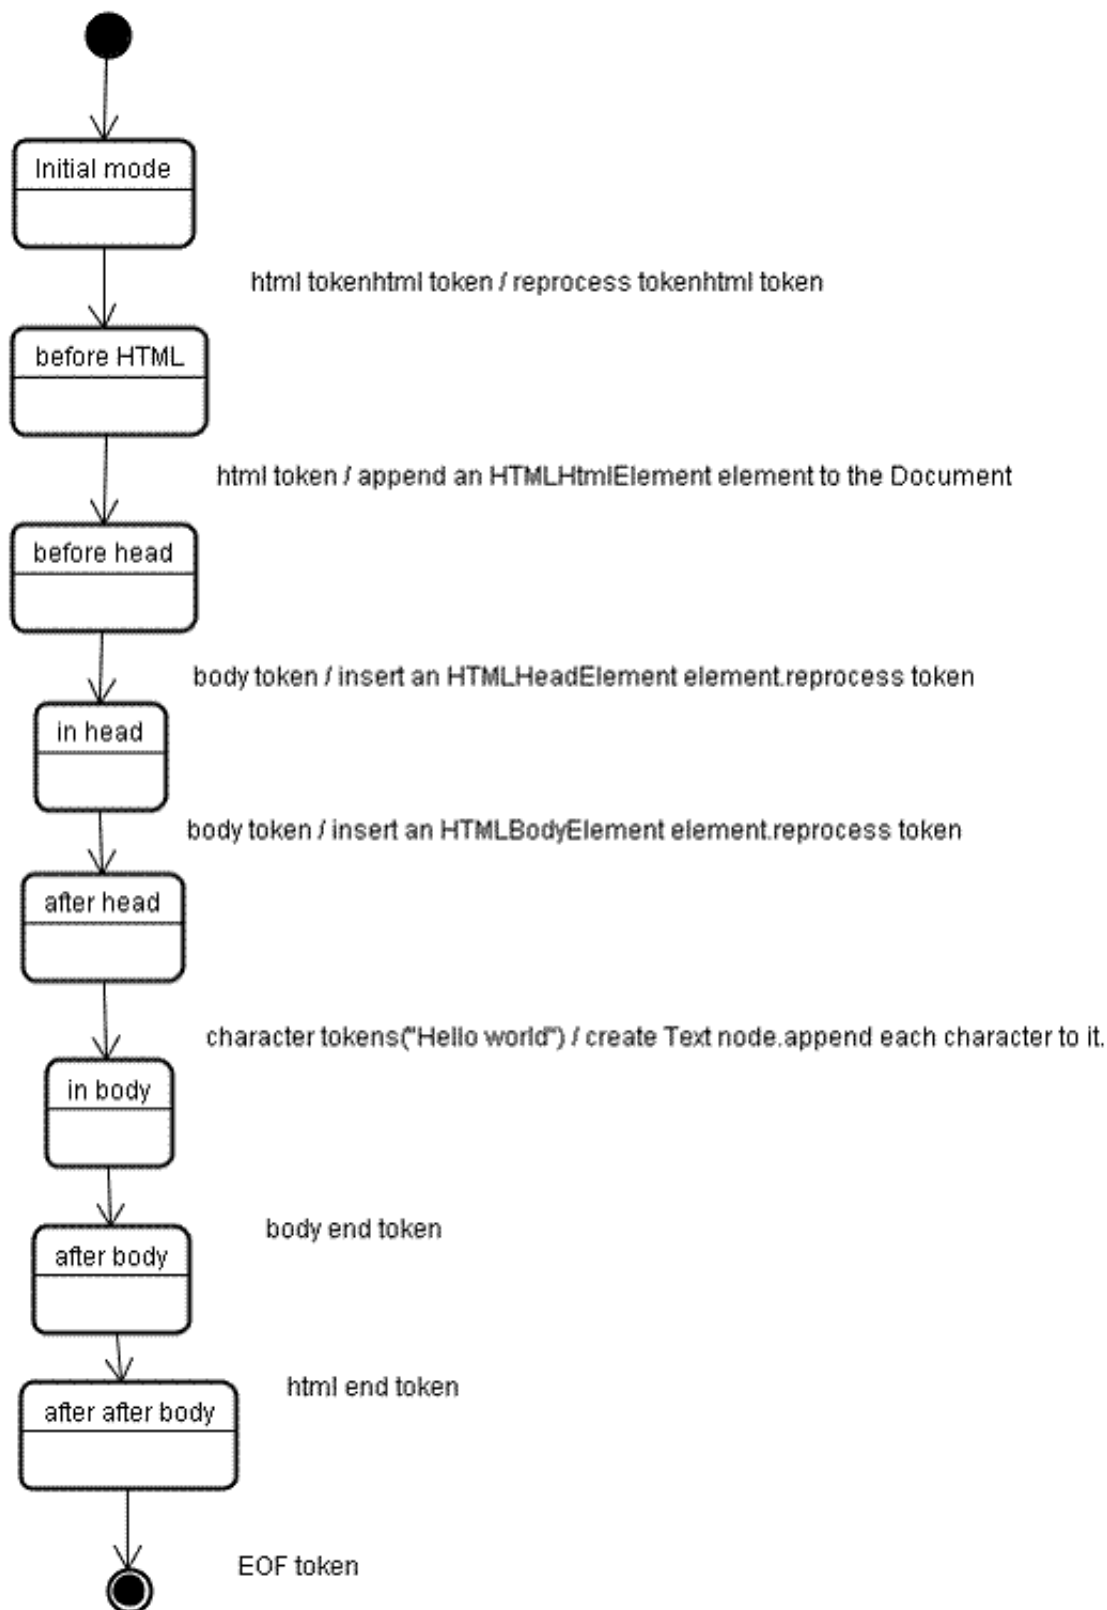 Initial mode
html tokenhtml token / reprocess tokenhtml token
before HTML
html token / append an HTMLHtmlElement element to the Document
before head
body token / insert an HTMLHeadElement element.reprocess token
in head
body token / insert an HTMLBodyElement element.reprocess token
after head
character tokens("Hello world") / create Text node.append each character to it.
in body
body end token
after body
html end token
after after body
EOF token